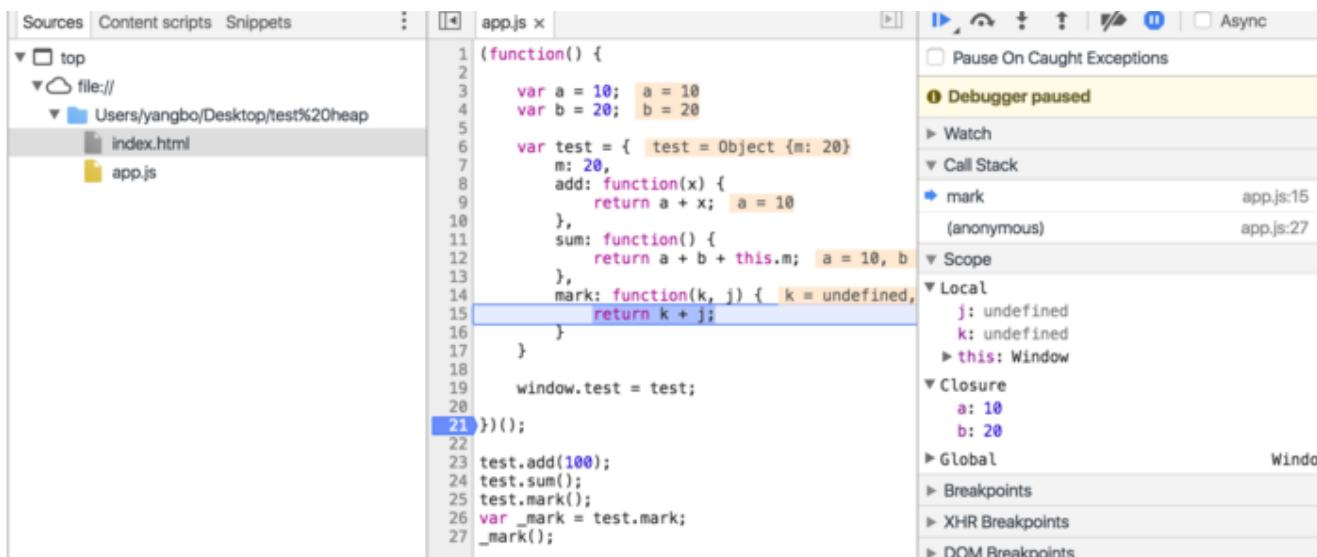 Sources Content scripts Snippets
top
file://
Users/yangbo/Desktop/test%20heap
index.html
app.js
app.js ×
1 (function() {
2
3 var a = 10; a = 10
4 var b = 20; b = 20
5
6 var test = { test = Object {m: 20}
7 m: 20,
8 add: function(x) {
9 return a + x; a = 10
10 },
11 sum: function() {
12 return a + b + this.m; a = 10, b
13 },
14 mark: function(k, j) { k = undefined,
15 return k + j;
16 }
17 }
18
19 window.test = test;
20
21 })();
22
23 test.add(100);
24 test.sum();
25 test.mark();
26 var _mark = test.mark;
27 _mark();
Async
Pause On Caught Exceptions
Debugger paused
Watch
Call Stack
mark app.js:15
(anonymous) app.js:27
Scope
Local
j: undefined
k: undefined
this: Window
Closure
a: 10
b: 20
Global Windo
Breakpoints
XHR Breakpoints
DOM Breakpoints